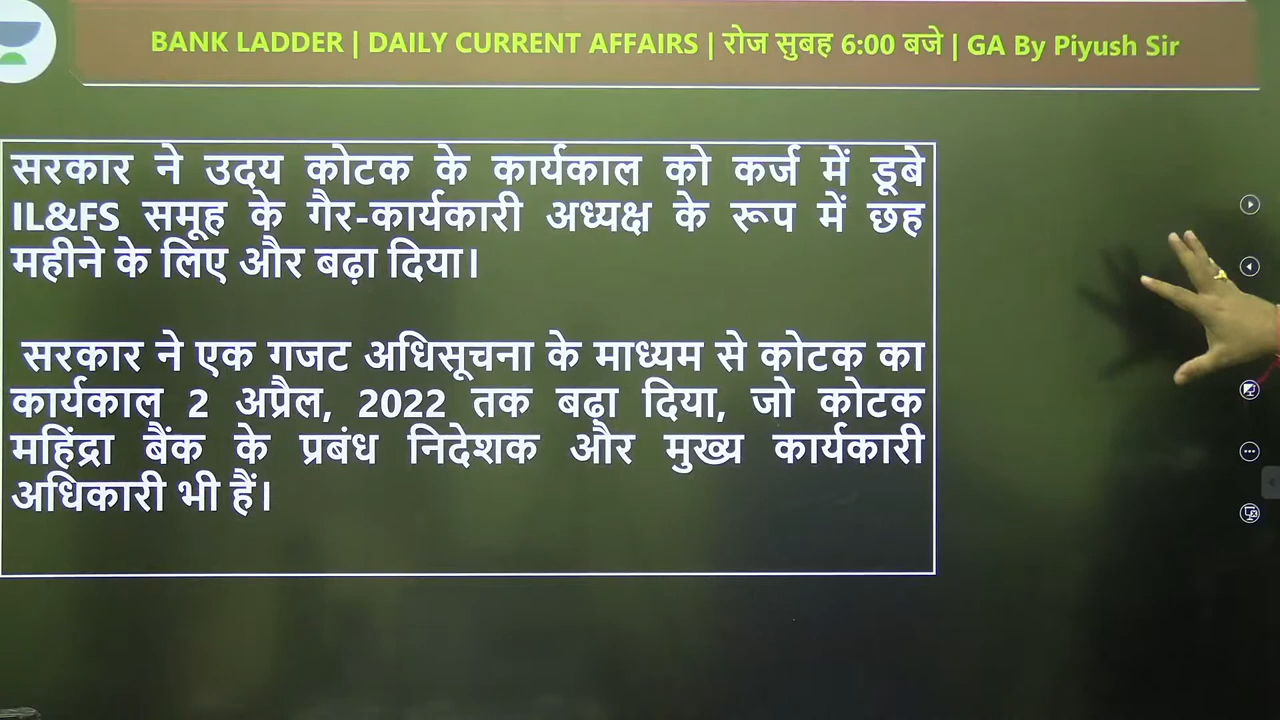 BANK LADDER | DAILY CURRENT AFFAIRS | रोज सुबह 6:00 बजे | GA By Piyush Sir
सरकार ने उदय कोटक के कार्यकाल को कर्ज में डूबे
IL&FS समूह के गैर-कार्यकारी अध्यक्ष के रूप में छह
महीने के लिए और बढ़ा दिया।
सरकार ने एक गजट अधिसूचना के माध्यम से कोटक का
कार्यकाल 2 अप्रैल, 2022 तक बढ़ा दिया, जो कोटक
महिंद्रा बैंक के प्रबंध निदेशक और मुख्य कार्यकारी
अधिकारी भी हैं।